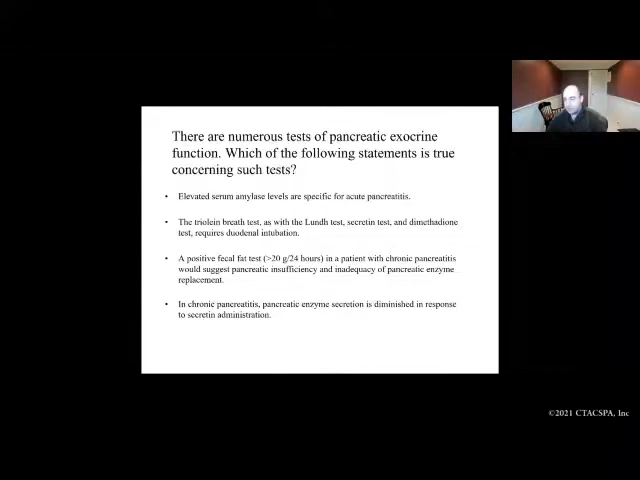 There are numerous tests of pancreatic exocrine
function. Which of the following statements is true
concerning such tests?
• Elevated serum amylase levels are specific for acute pancreatitis.
• The triolein breath test, as with the Lundh test, secretin test, and dimethadione
test, requires duodenal intubation.
• A positive fecal fat test (>20 g/24 hours) in a patient with chronic pancreatitis
would suggest pancreatic insufficiency and inadequacy of pancreatic enzyme
replacement.
• In chronic pancreatitis, pancreatic enzyme secretion is diminished in response
to secretin administration.
©2021 CTACSPA, Inc